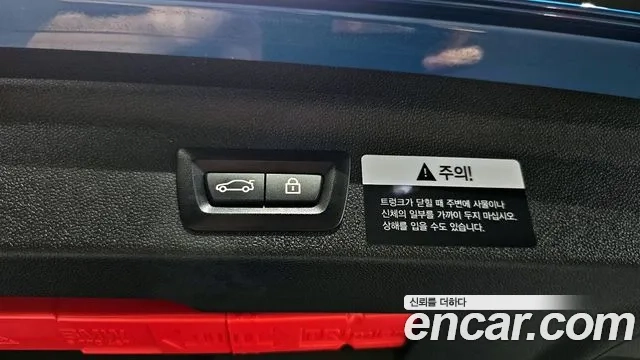 주의!
트렁크가 닫힐 때 주변에 사물이나
신체의 일부를 가까이 두지 마십시오.
상해를 입을 수도 있습니다.
신뢰를 더하다
encar.com